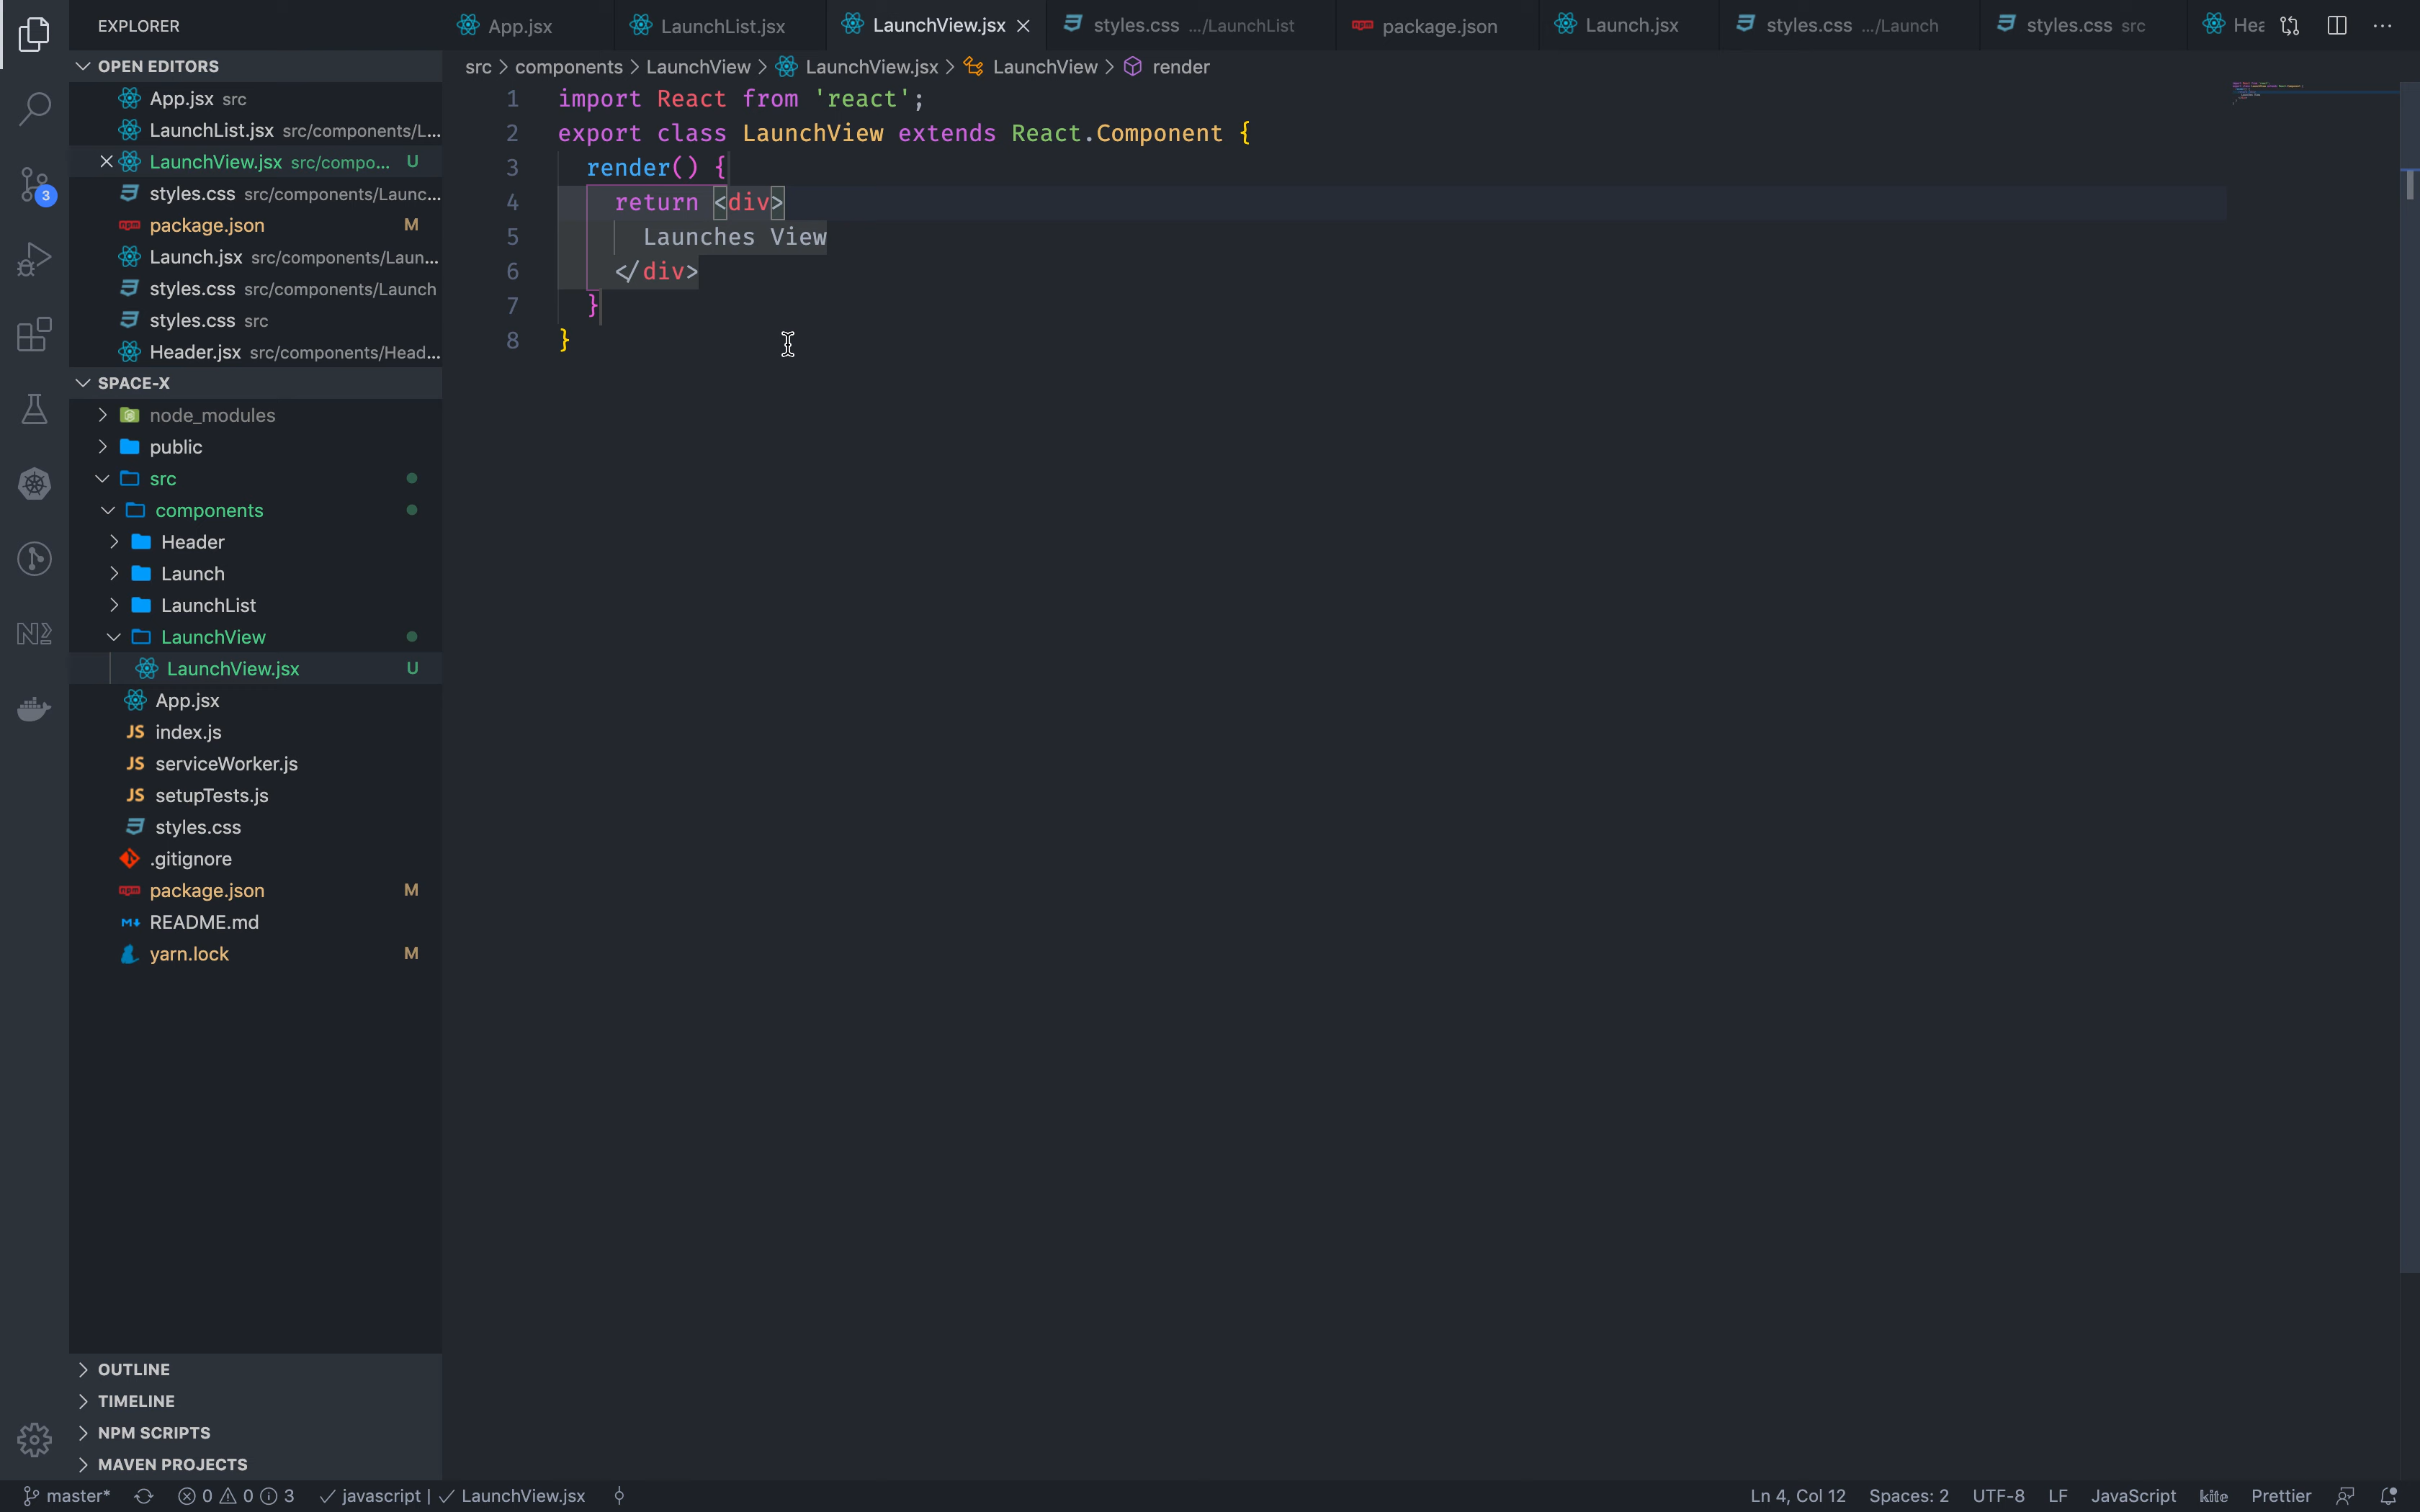 EXPLORER
App.jsx
LaunchList.jsx
LaunchView.jsx
styles.css .../LaunchList
package.json
Launch.jsx
styles.css .../Launch
styles.css src
Hea
OPEN EDITORS
src > components > LaunchView > LaunchView.jsx > LaunchView > render
App.jsx src
LaunchList.jsx src/components/L...
LaunchView.jsx src/compo... U
styles.css src/components/Launc...
package.json M
Launch.jsx src/components/Laun...
styles.css src/components/Launch
styles.css src
Header.jsx src/components/Head...
3
SPACE-X
node_modules
public
src
components
Header
Launch
LaunchList
LaunchView
LaunchView.jsx U
App.jsx
JS index.js
JS serviceWorker.js
JS setupTests.js
styles.css
.gitignore
package.json M
README.md
yarn.lock M
OUTLINE
TIMELINE
NPM SCRIPTS
MAVEN PROJECTS
1 import React from 'react';
2 export class LaunchView extends React.Component {
3 render() {
4 return <div>
5 Launches View
6 </div>
7 }
8 }
master* 0 0 3 javascript | LaunchView.jsx
Ln 4, Col 12 Spaces: 2 UTF-8 LF JavaScript kite Prettier